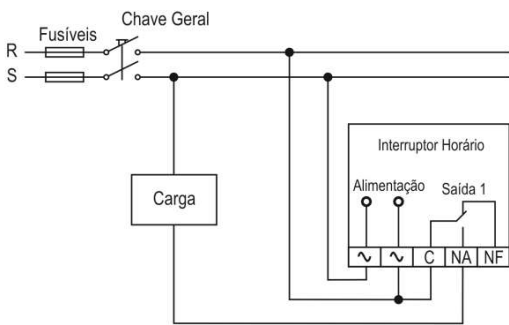 Chave Geral
Fusíveis
R
S
Interruptor Horário
Alimentação
Saída 1
Carga
∿ ∿ C NA NF